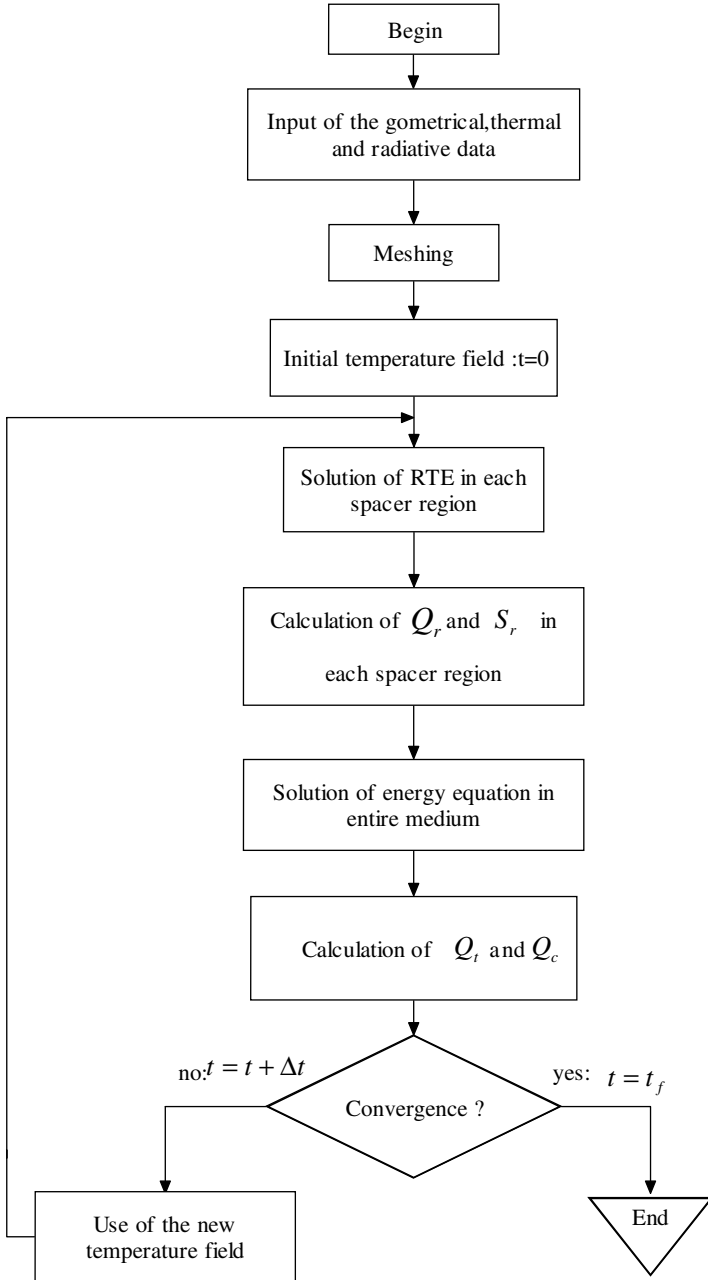 Begin
Input of the gometrical,thermal
and radiative data
Meshing
Initial temperature field :t=0
Solution of RTE in each
spacer region
Calculation of Q_r and S_r in
each spacer region
Solution of energy equation in
entire medium
Calculation of Q_t and Q_c
no: t = t + Δt
yes: t = t_f
Convergence ?
Use of the new
temperature field
End